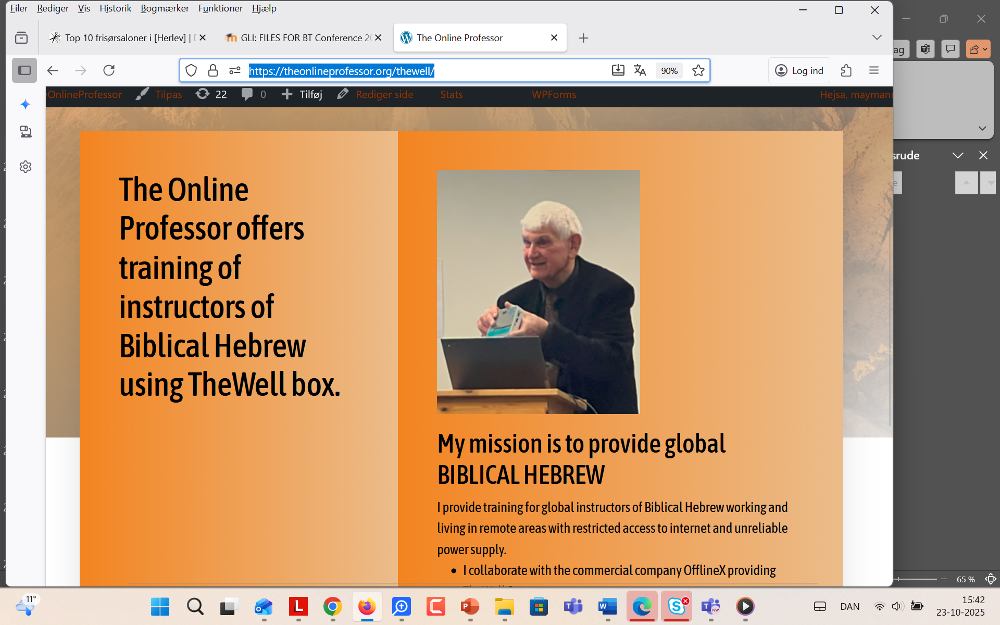 Filer Rediger Vis Historik Bogmærker Funktioner Hjælp
Top 10 frisørsaloner i [Herlev] |
GLI: FILES FOR BT Conference
The Online Professor
https://theonlineprofessor.org/thewell/
90%
Log ind
eOnlineProfessor Tilpas 22 0 Tilføj Rediger side Stats WPForms Hejsa, mayman
The Online
Professor offers
training of
instructors of
Biblical Hebrew
using TheWell box.
My mission is to provide global
BIBLICAL HEBREW
I provide training for global instructors of Biblical Hebrew working and
living in remote areas with restricted access to internet and unreliable
power supply.
• I collaborate with the commercial company OfflineX providing
ag
srude
65 %
11°
DAN
15:42
23-10-2025